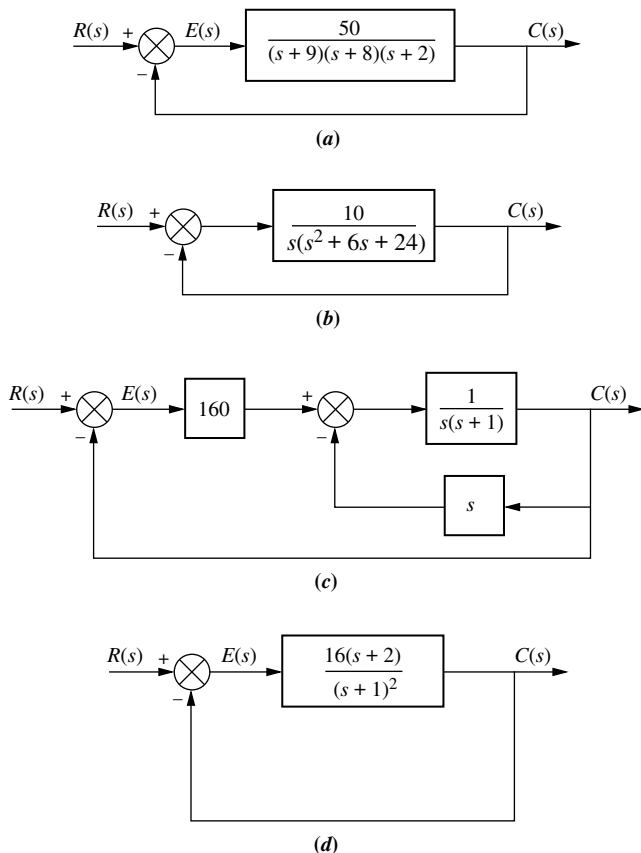 R(s) + E(s) 50 C(s)
(s + 9)(s + 8)(s + 2)
−
(a)
R(s) + 10 C(s)
s(s² + 6s + 24)
−
(b)
R(s) + E(s) 160 + 1 C(s)
s(s + 1)
− −
s
(c)
R(s) + E(s) 16(s + 2) C(s)
(s + 1)²
−
(d)